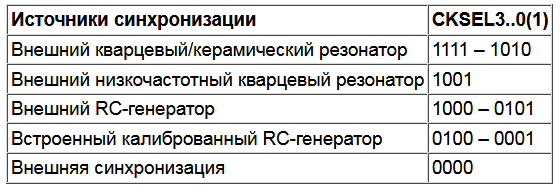 Источники синхронизации CKSEL3..0(1)
Внешний кварцевый/керамический резонатор 1111 – 1010
Внешний низкочастотный кварцевый резонатор 1001
Внешний RC-генератор 1000 – 0101
Встроенный калиброванный RC-генератор 0100 – 0001
Внешняя синхронизация 0000